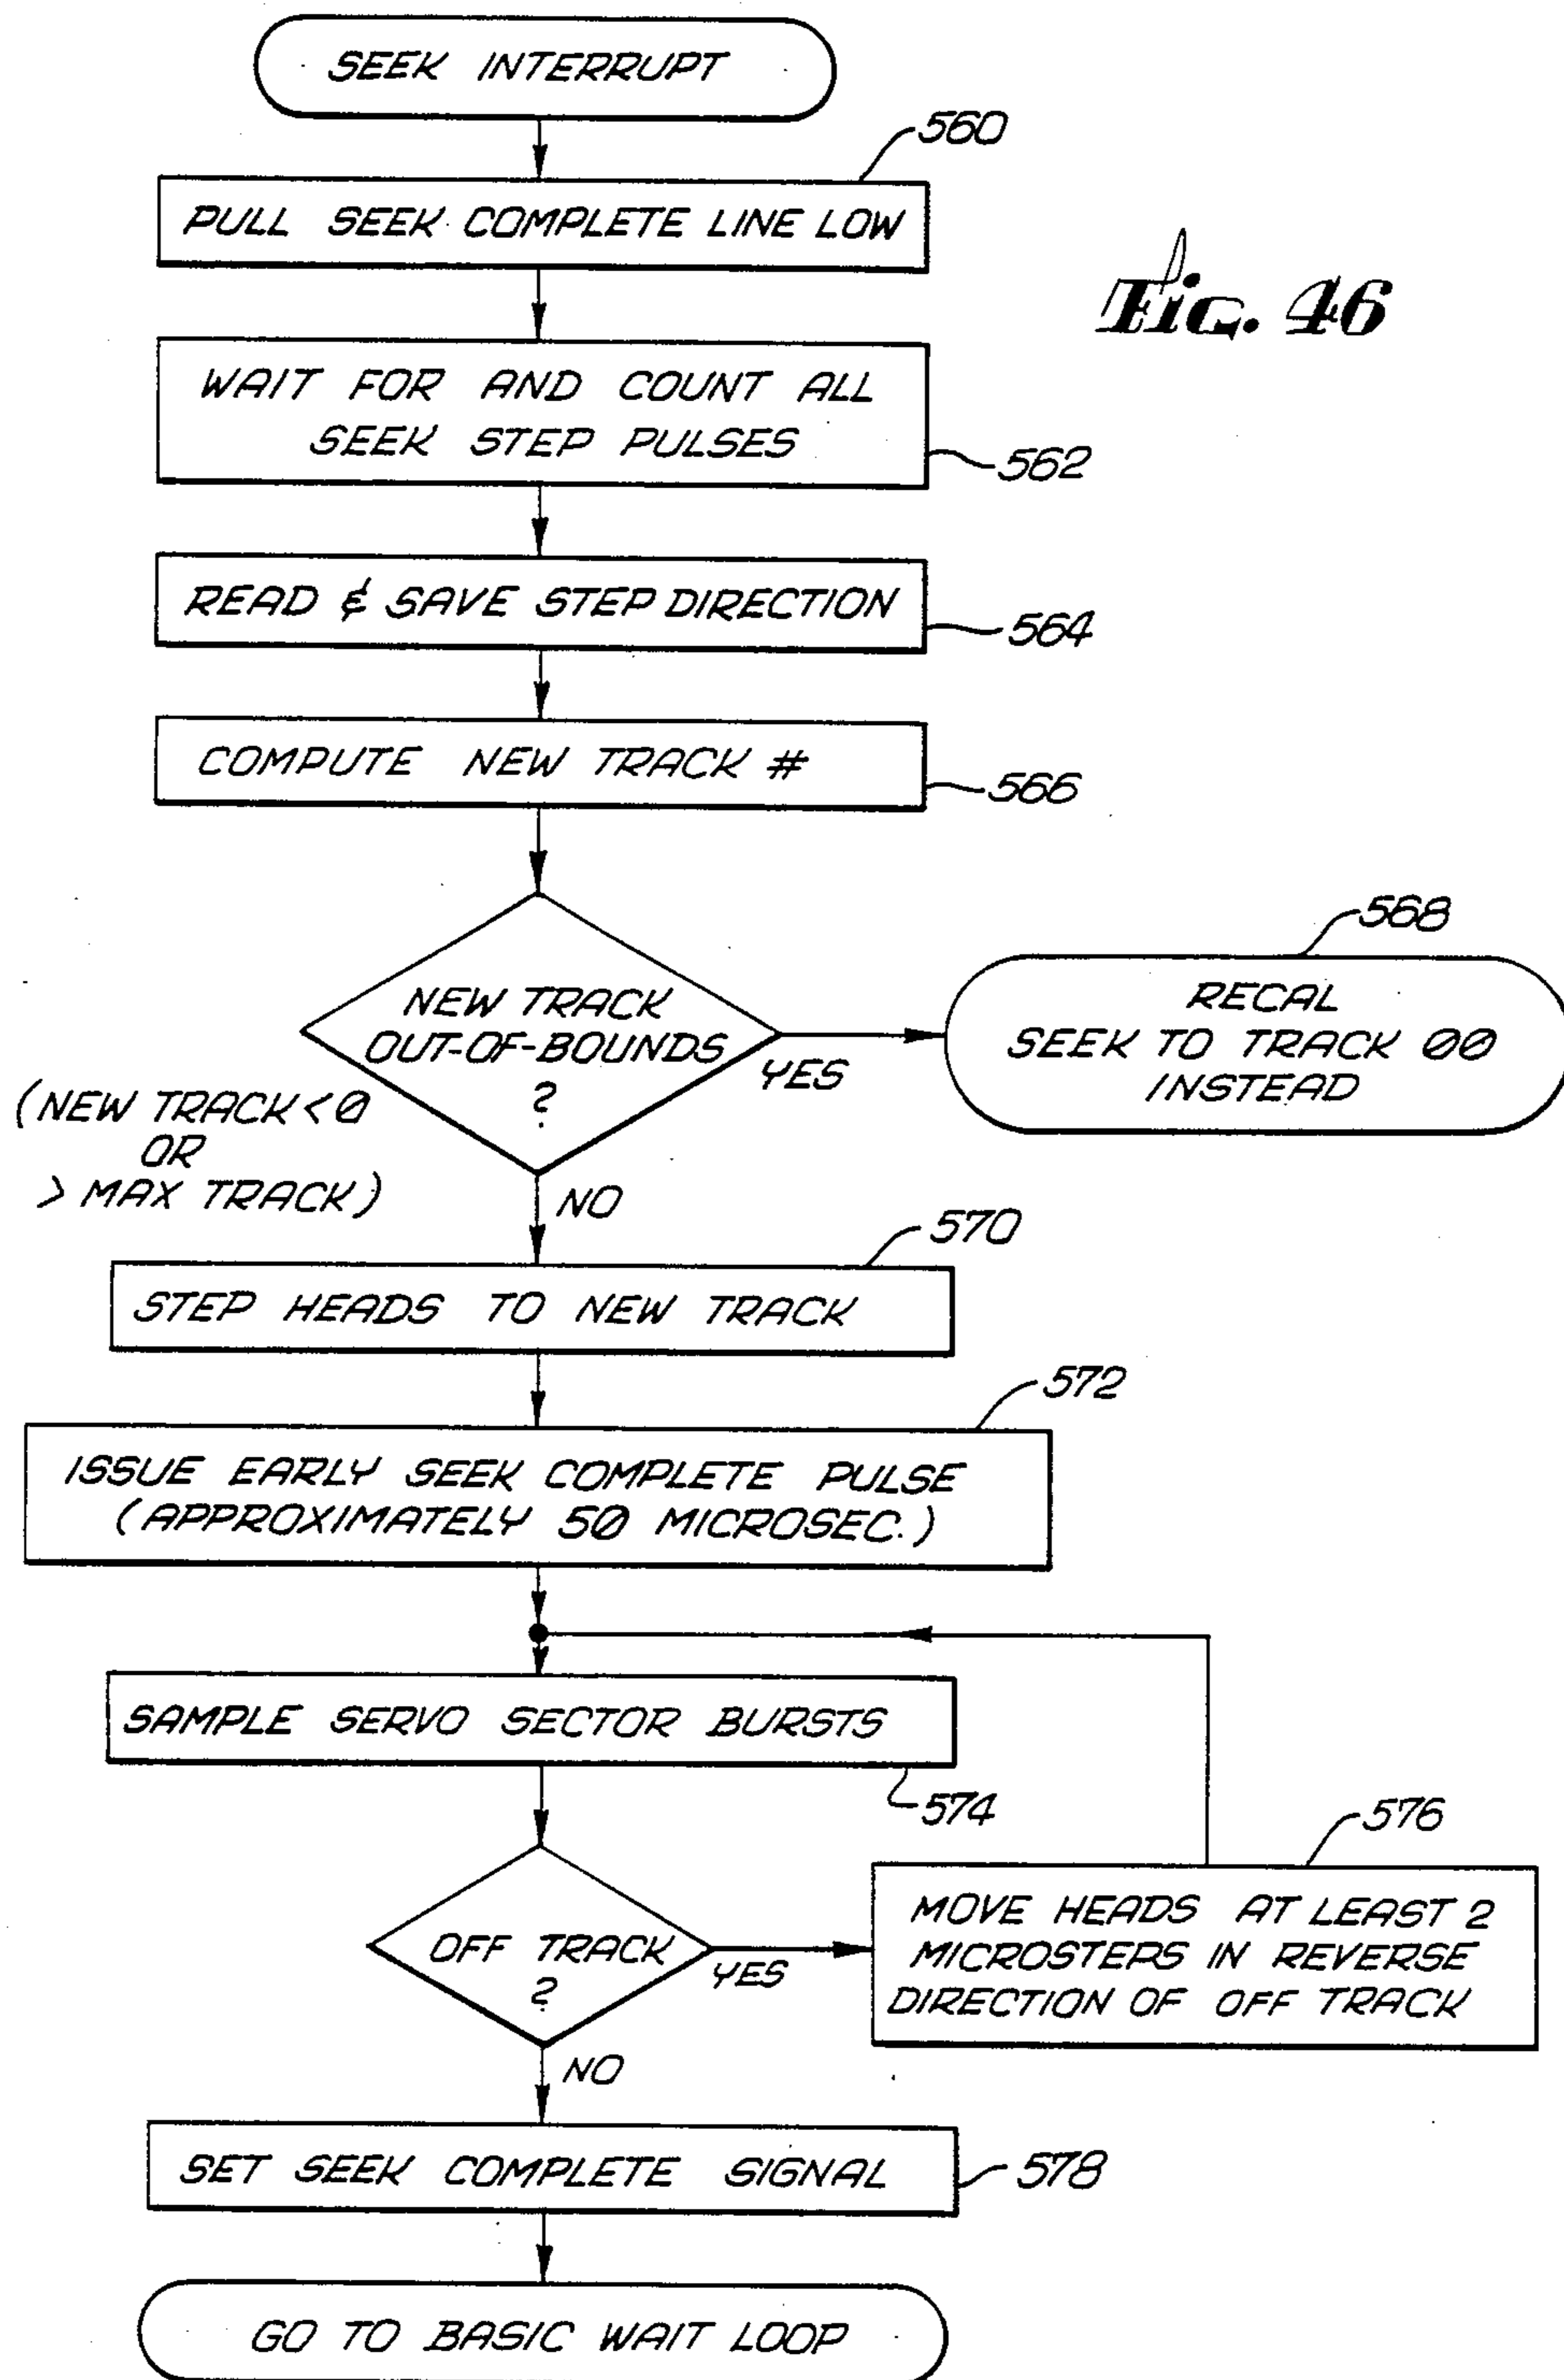 SEEK INTERRUPT
560
PULL SEEK COMPLETE LINE LOW
Fig. 46
WAIT FOR AND COUNT ALL
SEEK STEP PULSES
562
READ & SAVE STEP DIRECTION
564
COMPUTE NEW TRACK #
566
568
NEW TRACK
OUT-OF-BOUNDS
?
YES
RECAL
SEEK TO TRACK 00
INSTEAD
(NEW TRACK < 0
OR
> MAX TRACK)
NO
570
STEP HEADS TO NEW TRACK
572
ISSUE EARLY SEEK COMPLETE PULSE
(APPROXIMATELY 50 MICROSEC.)
SAMPLE SERVO SECTOR BURSTS
574
576
OFF TRACK
?
YES
MOVE HEADS AT LEAST 2
MICROSTEPS IN REVERSE
DIRECTION OF OFF TRACK
NO
SET SEEK COMPLETE SIGNAL
578
GO TO BASIC WAIT LOOP